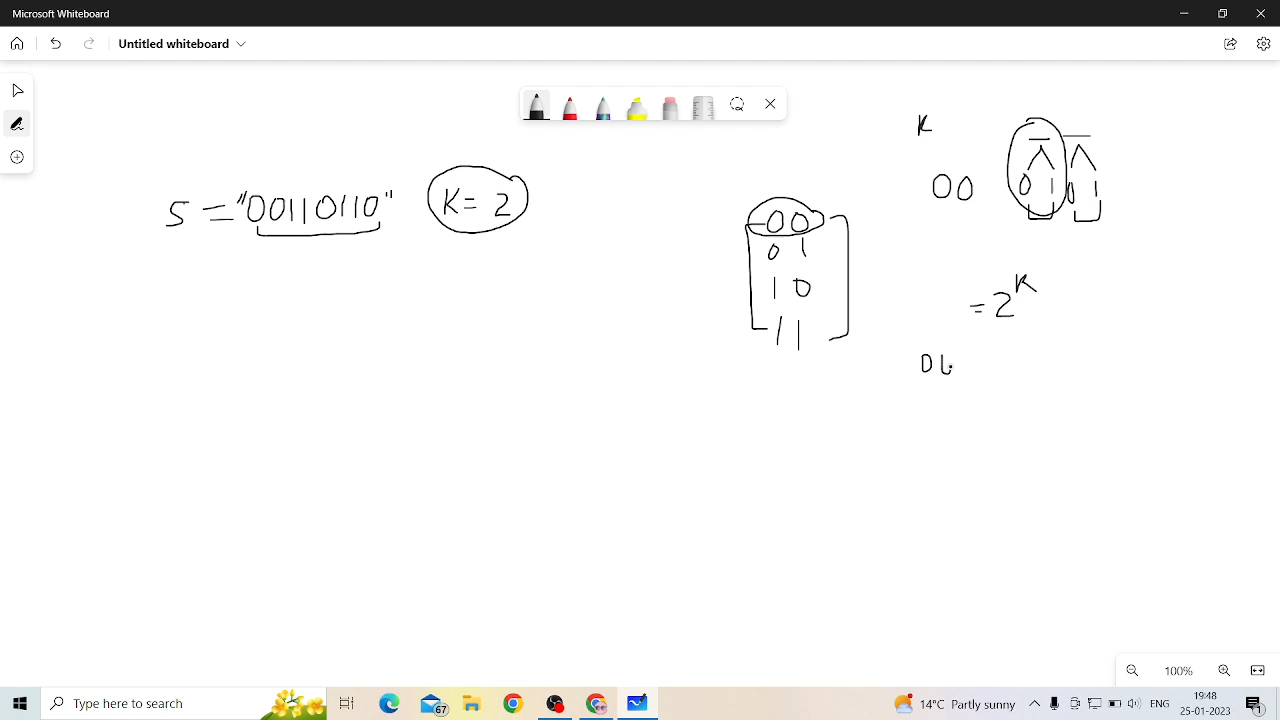 Microsoft Whiteboard
Untitled whiteboard
K
S = "00110110" K = 2
00 0 1 0 1
00
01
10
11
= 2^K
100%
Type here to search
67
14°C Partly sunny
ENG
19:48
25-01-2023
1